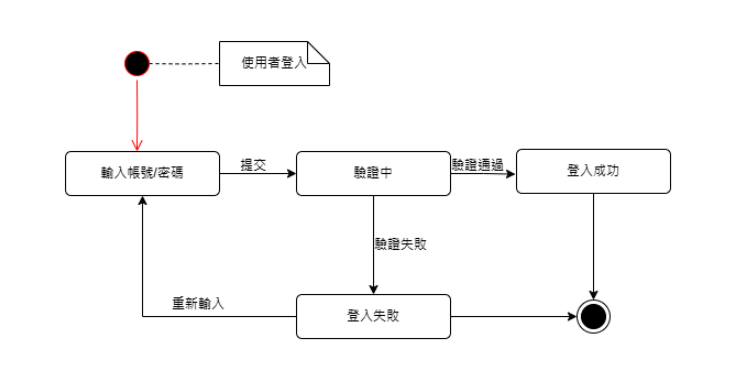 使用者登入
輸入帳號/密碼
提交
驗證中
驗證通過
登入成功
驗證失敗
重新輸入
登入失敗